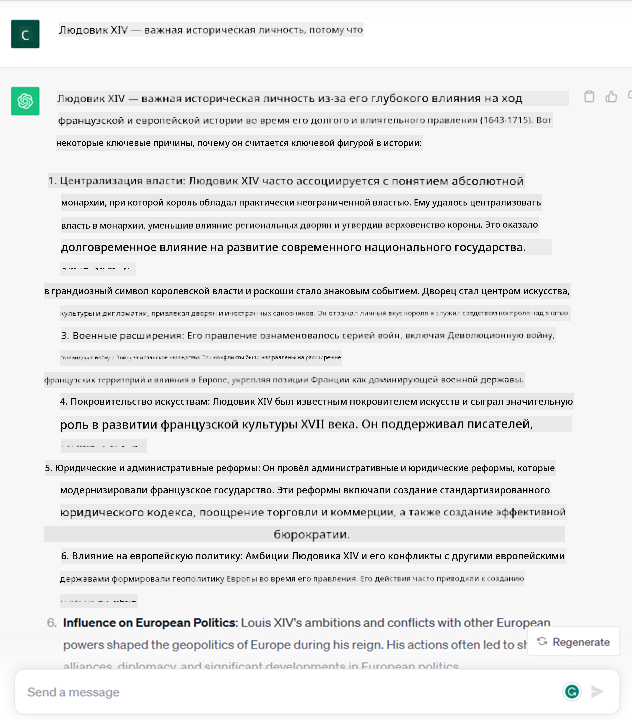 C
Людовик XIV — важная историческая личность, потому что
Людовик XIV — важная историческая личность из-за его глубокого влияния на ход
французской и европейской истории во время его долгого и влиятельного правления (1643-1715). Вот
некоторые ключевые причины, почему он считается ключевой фигурой в истории:
1. Централизация власти: Людовик XIV часто ассоциируется с понятием абсолютной
монархии, при которой король обладал практически неограниченной властью. Ему удалось централизовать
власть в монархии, уменьшив влияние региональных дворян и утвердив верховенство короны. Это оказало
долговременное влияние на развитие современного национального государства.
в грандиозный символ королевской власти и роскоши стало знаковым событием. Дворец стал центром искусства,
культуры и дипломатии, привлекая дворян и иностранных сановников. Он отражал личный вкус короля и служил средством контроля над знатью.
3. Военные расширения: Его правление ознаменовалось серией войн, включая Деволюционную войну,
французских территорий и влияния в Европе, укрепляя позиции Франции как доминирующей военной державы.
4. Покровительство искусствам: Людовик XIV был известным покровителем искусств и сыграл значительную
роль в развитии французской культуры XVII века. Он поддерживал писателей,
5. Юридические и административные реформы: Он провёл административные и юридические реформы, которые
модернизировали французское государство. Эти реформы включали создание стандартизированного
юридического кодекса, поощрение торговли и коммерции, а также создание эффективной
бюрократии.
6. Влияние на европейскую политику: Амбиции Людовика XIV и его конфликты с другими европейскими
державами формировали геополитику Европы во время его правления. Его действия часто приводили к созданию
6. Influence on European Politics: Louis XIV's ambitions and conflicts with other European
powers shaped the geopolitics of Europe during his reign. His actions often led to
Regenerate
alliances, diplomacy, and significant developments in European politics.
Send a message